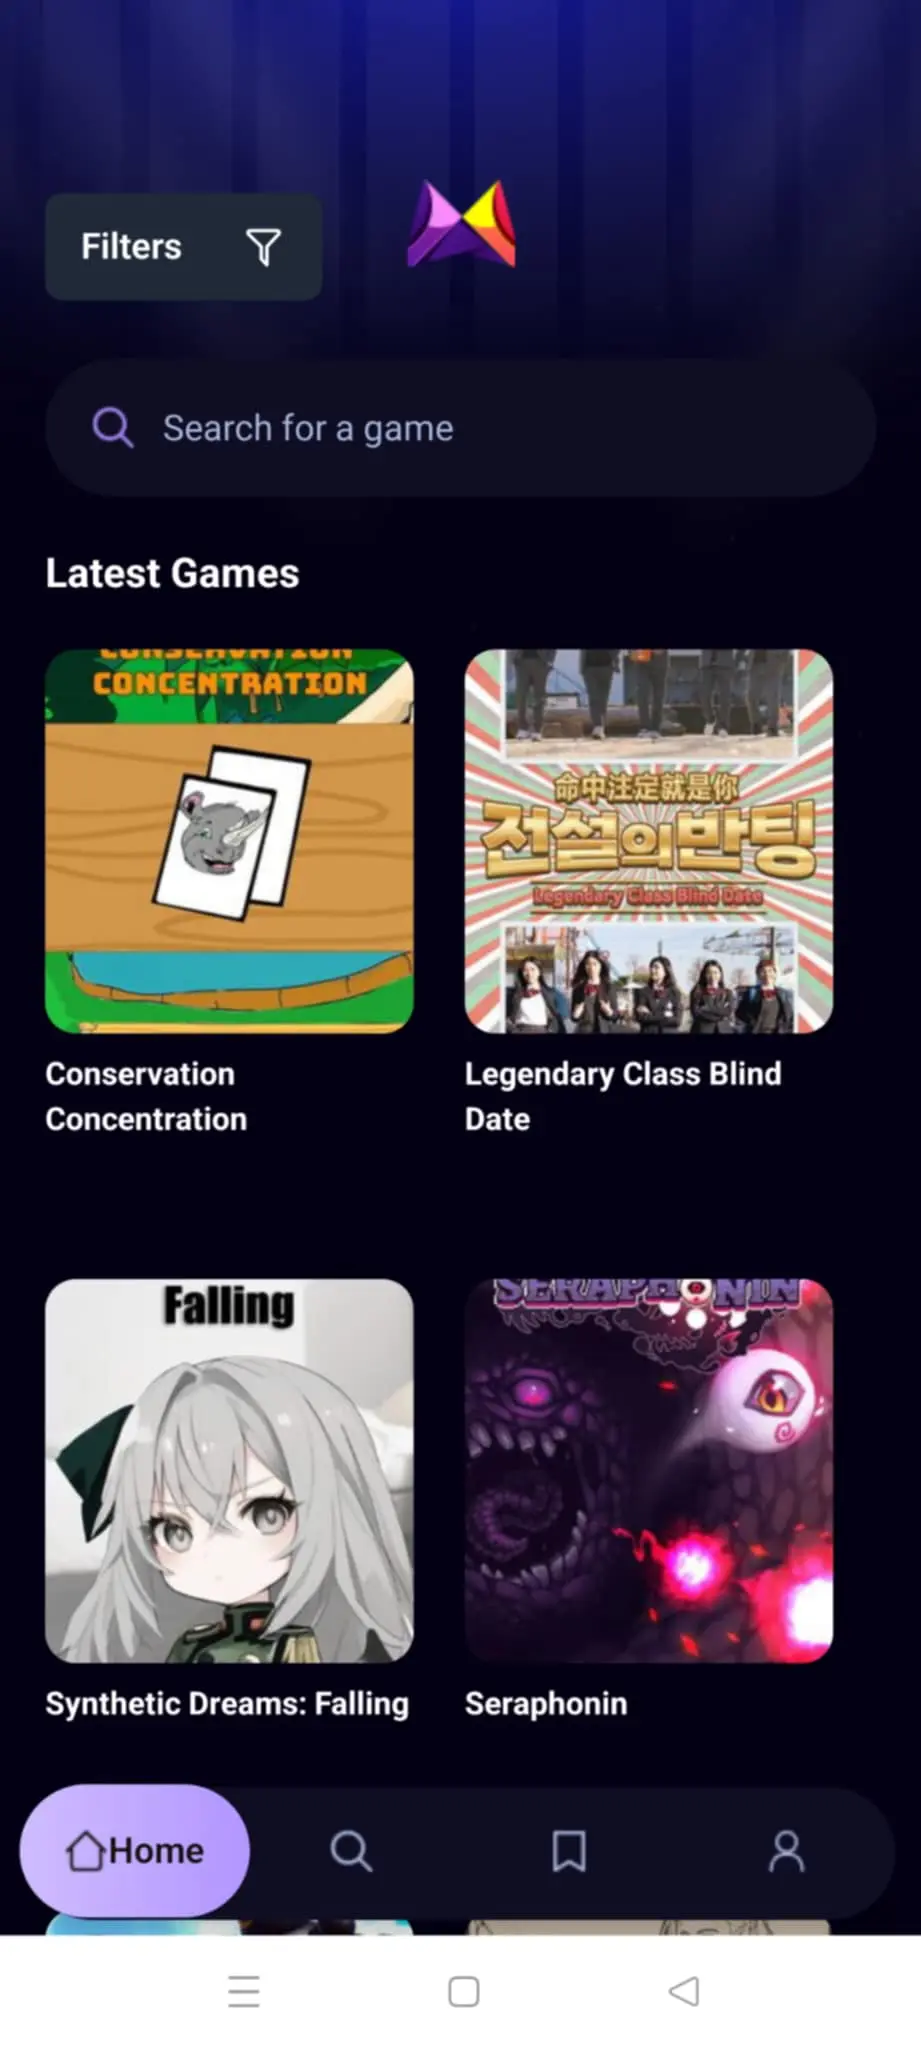 Filters
Search for a game
Latest Games
CONSERVATION
CONCENTRATION
命中注定就是你
전설의반팅
Legendary Class Blind Date
Conservation
Concentration
Legendary Class Blind
Date
Falling
SERAPHONIN
Synthetic Dreams: Falling
Seraphonin
Home